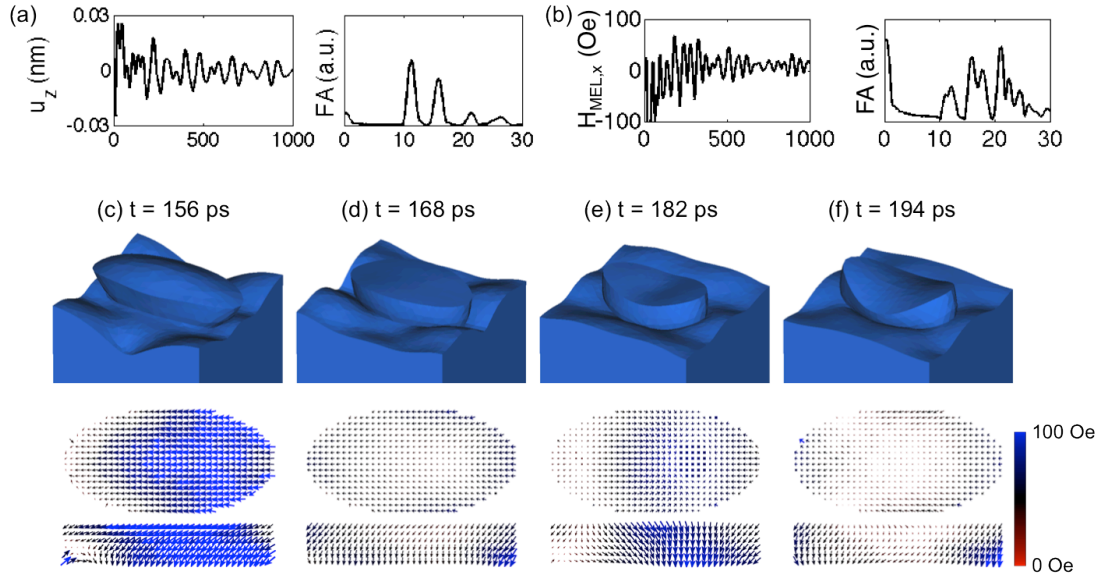 (a)
0.03
0
-0.03
u_z (nm)
0
500
1000
FA (a.u.)
0
10
20
30
(b)
100
0
-100
H_MEL,x (Oe)
0
500
1000
FA (a.u.)
0
10
20
30
(c) t = 156 ps
(d) t = 168 ps
(e) t = 182 ps
(f) t = 194 ps
100 Oe
0 Oe